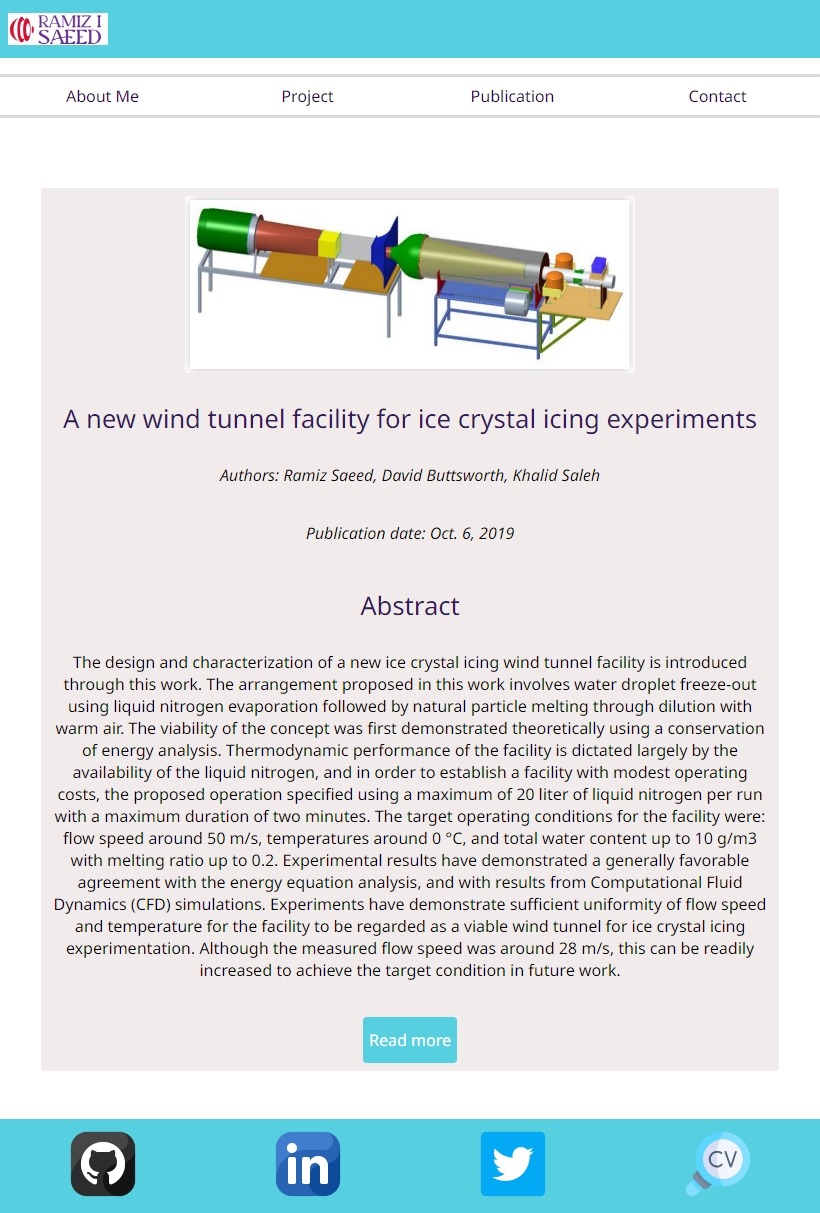 RAMIZ I
SAEED
About Me
Project
Publication
Contact
A new wind tunnel facility for ice crystal icing experiments
Authors: Ramiz Saeed, David Buttsworth, Khalid Saleh
Publication date: Oct. 6, 2019
Abstract
The design and characterization of a new ice crystal icing wind tunnel facility is introduced
through this work. The arrangement proposed in this work involves water droplet freeze-out
using liquid nitrogen evaporation followed by natural particle melting through dilution with
warm air. The viability of the concept was first demonstrated theoretically using a conservation
of energy analysis. Thermodynamic performance of the facility is dictated largely by the
availability of the liquid nitrogen, and in order to establish a facility with modest operating
costs, the proposed operation specified using a maximum of 20 liter of liquid nitrogen per run
with a maximum duration of two minutes. The target operating conditions for the facility were:
flow speed around 50 m/s, temperatures around 0 °C, and total water content up to 10 g/m3
with melting ratio up to 0.2. Experimental results have demonstrated a generally favorable
agreement with the energy equation analysis, and with results from Computational Fluid
Dynamics (CFD) simulations. Experiments have demonstrate sufficient uniformity of flow speed
and temperature for the facility to be regarded as a viable wind tunnel for ice crystal icing
experimentation. Although the measured flow speed was around 28 m/s, this can be readily
increased to achieve the target condition in future work.
Read more
in
CV